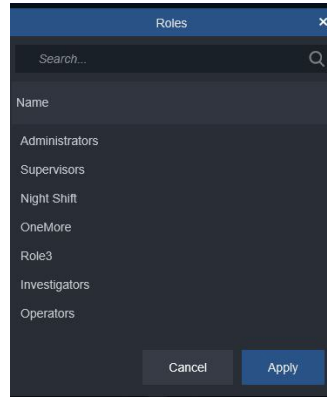 Roles
Search...
Name
Administrators
Supervisors
Night Shift
OneMore
Role3
Investigators
Operators
Cancel Apply